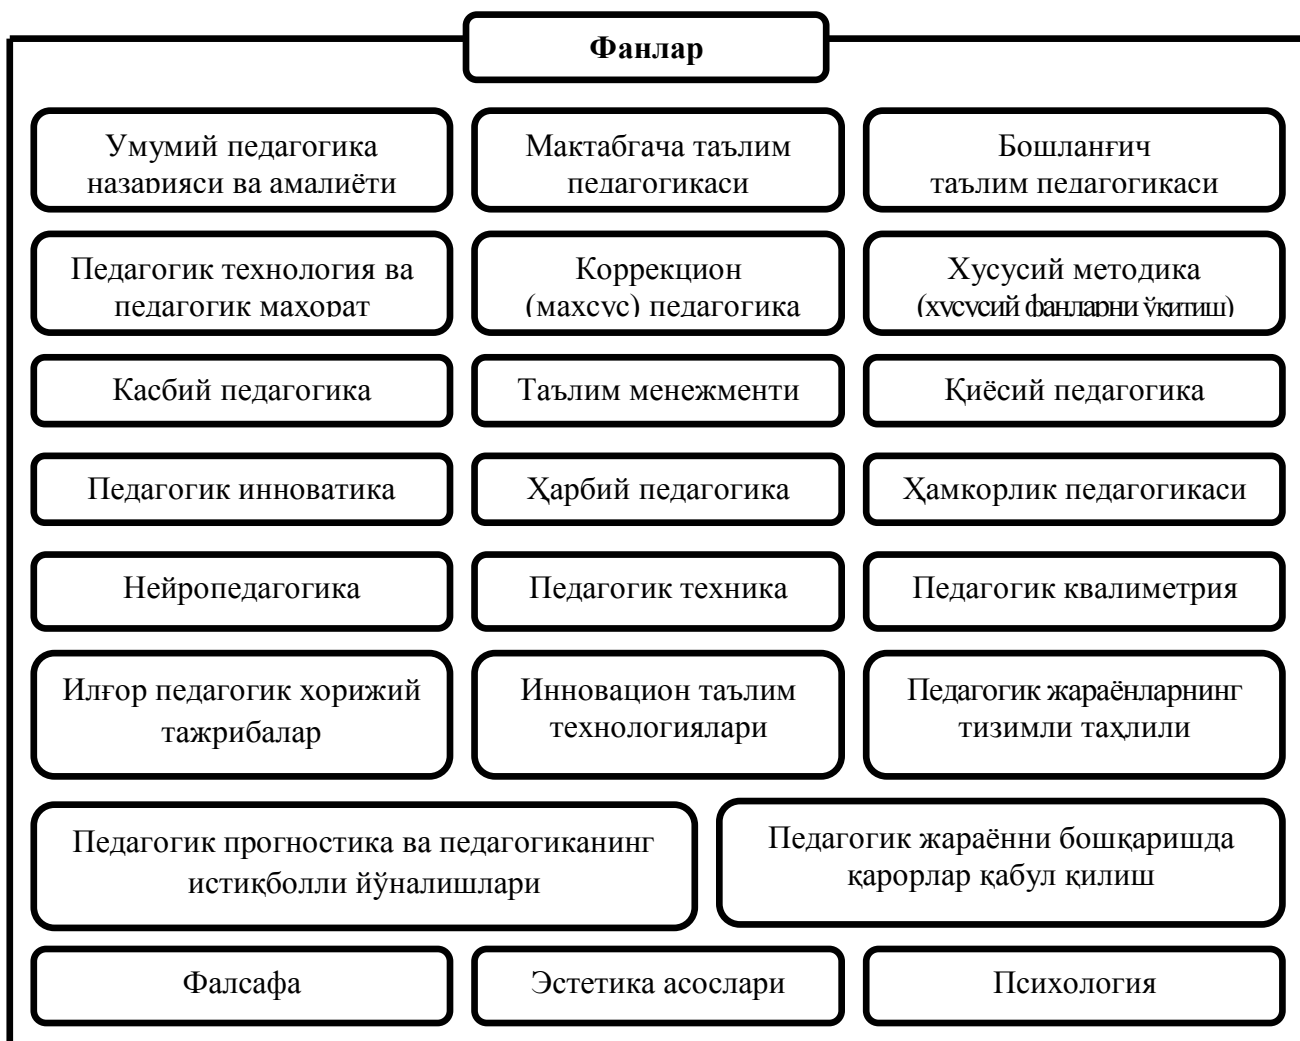 Фанлар
Умумий педагогика
назарияси ва амалиёти
Мактабгача таълим
педагогикаси
Бошланғич
таълим педагогикаси
Педагогик технология ва
педагогик маҳорат
Коррекцион
(махсус) педагогика
Хусусий методика
(хусусий фанларни ўқитиш)
Касбий педагогика
Таълим менежменти
Қиёсий педагогика
Педагогик инноватика
Ҳарбий педагогика
Ҳамкорлик педагогикаси
Нейропедагогика
Педагогик техника
Педагогик квалиметрия
Илғор педагогик хорижий
тажрибалар
Инновацион таълим
технологиялари
Педагогик жараёнларнинг
тизимли таҳлили
Педагогик прогностика ва педагогиканинг
истиқболли йўналишлари
Педагогик жараённи бошқаришда
қарорлар қабул қилиш
Фалсафа
Эстетика асослари
Психология